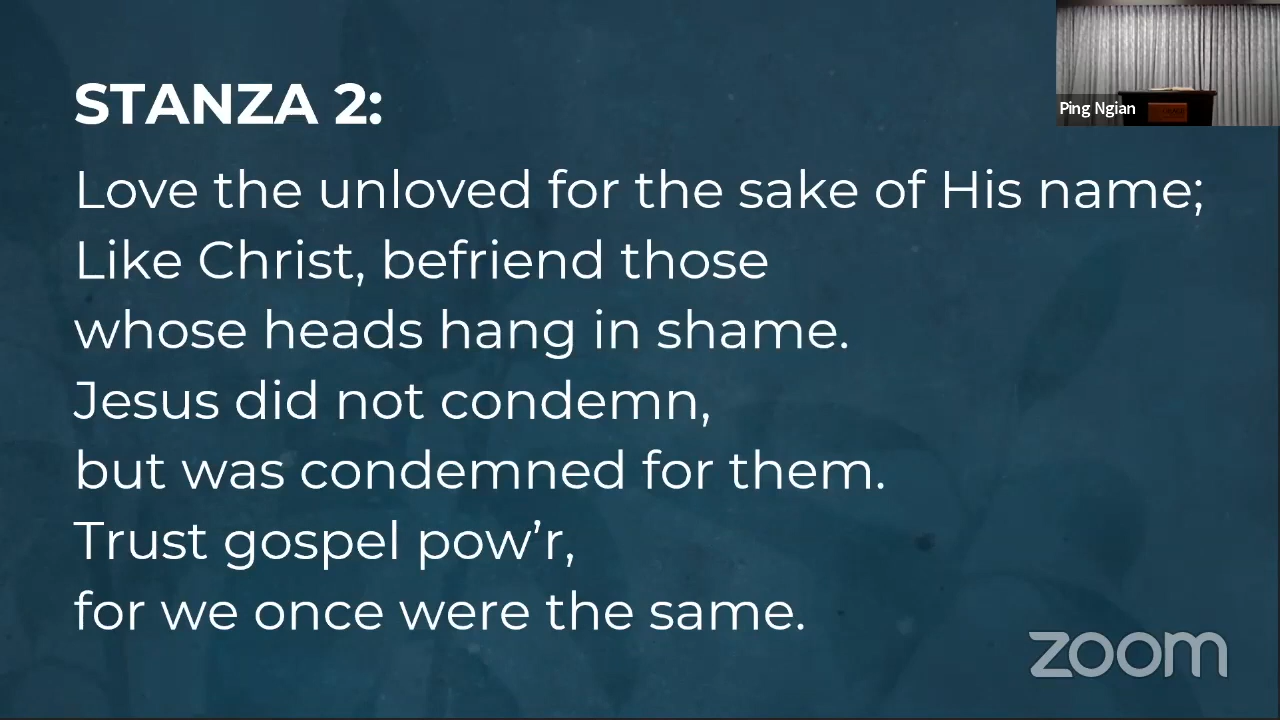 STANZA 2:
Love the unloved for the sake of His name;
Like Christ, befriend those
whose heads hang in shame.
Jesus did not condemn,
but was condemned for them.
Trust gospel pow’r,
for we once were the same.
Ping Ngian
zoom